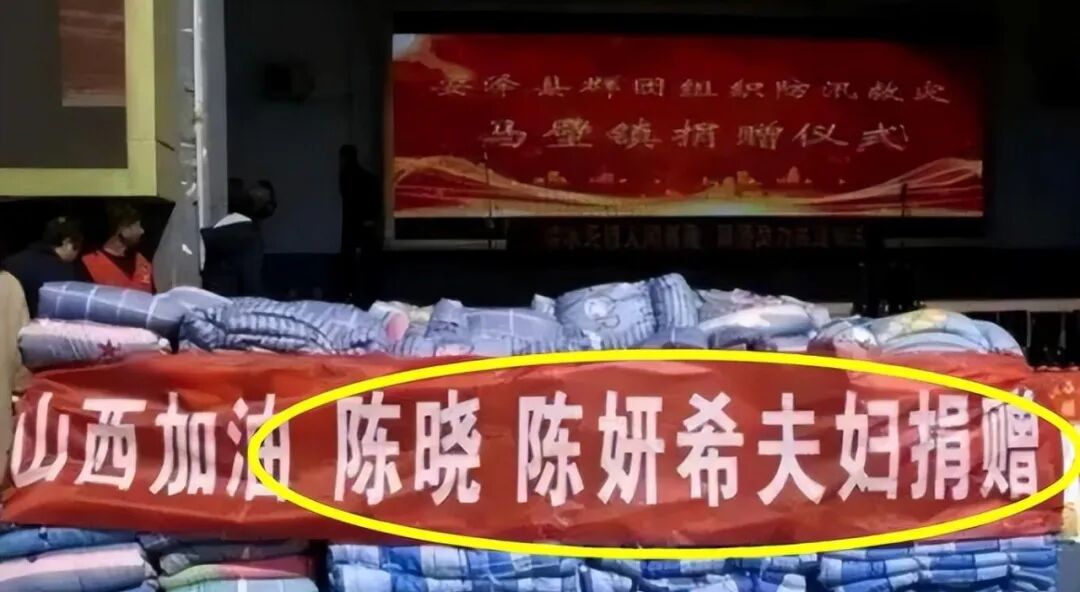 安泽县辉团组织防汛救灾
马壁镇捐赠仪式
山西加油 陈晓 陈妍希夫妇捐赠